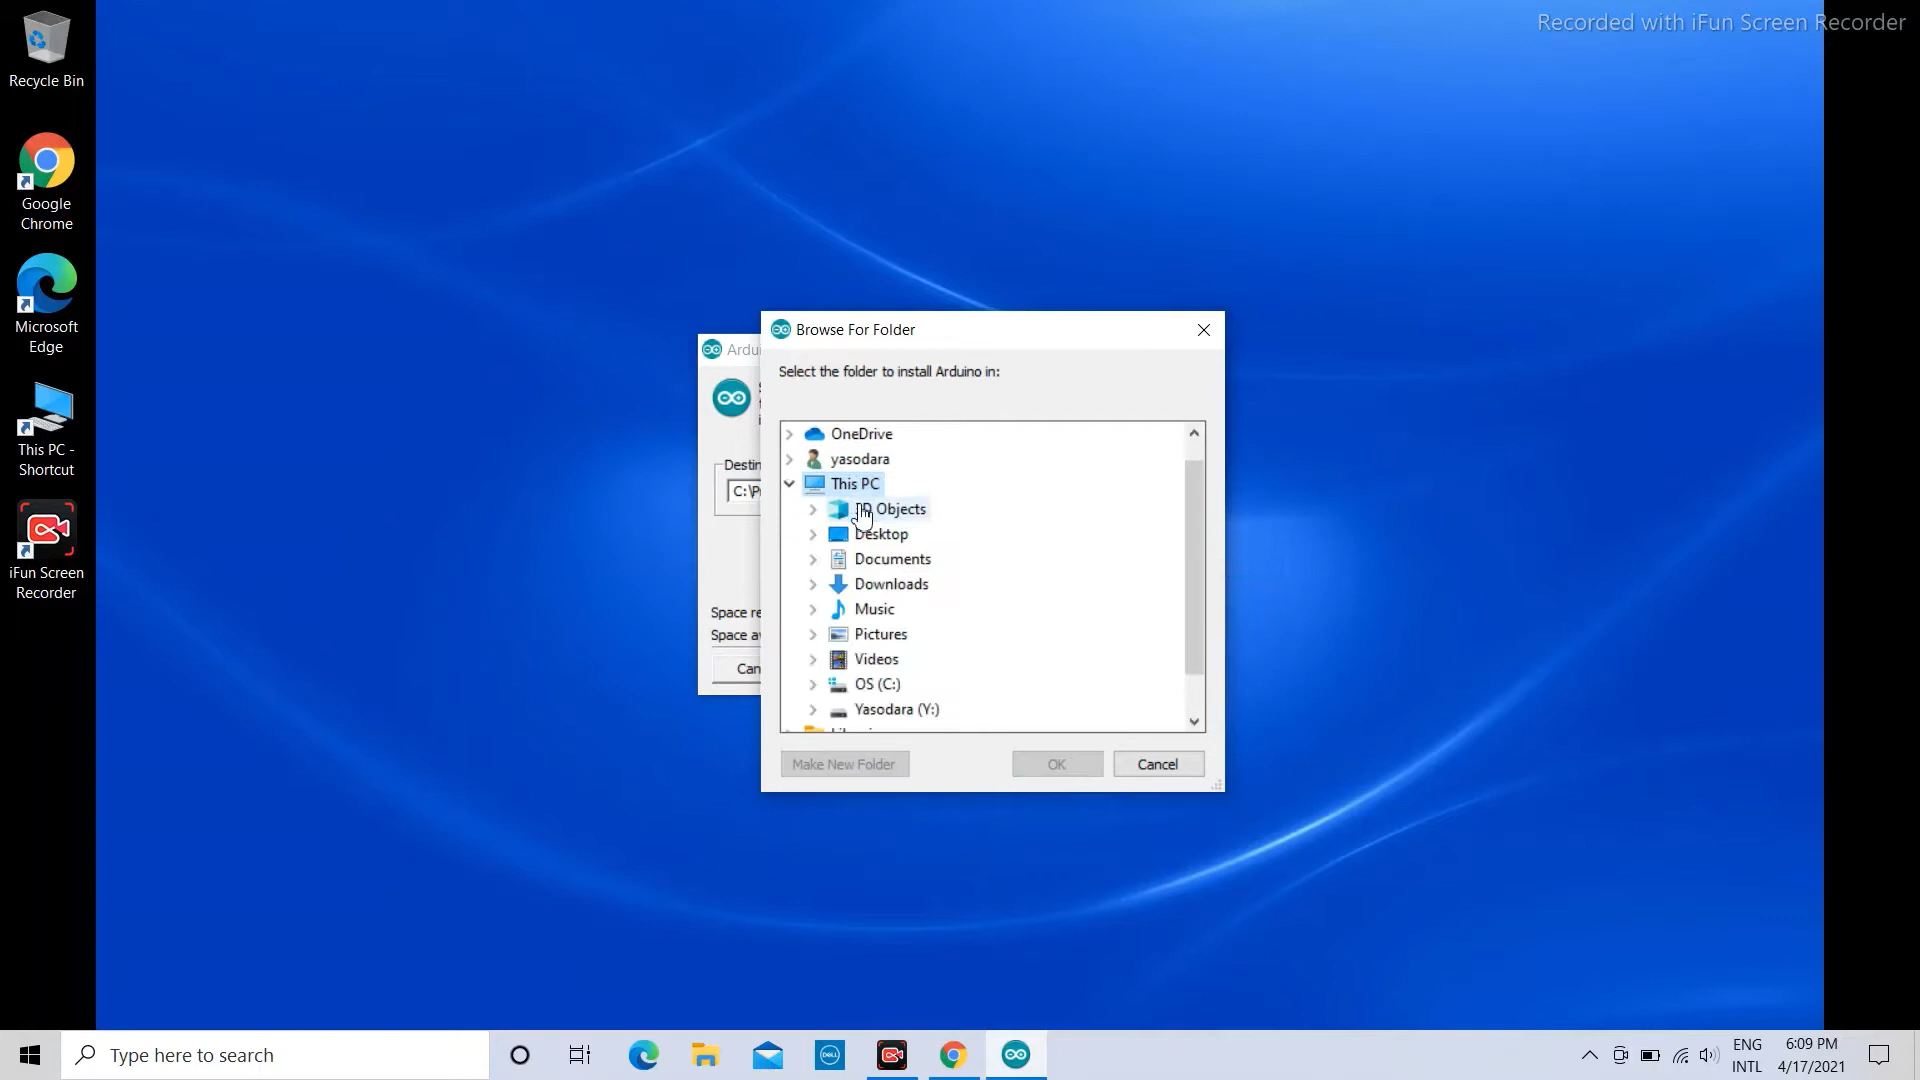 Recorded with iFun Screen Recorder
Recycle Bin
Google
Chrome
Microsoft
Edge
This PC -
Shortcut
iFun Screen
Recorder
Ardu
Destin
C:\P
Space re
Space av
Can
Browse For Folder
Select the folder to install Arduino in:
OneDrive
yasodara
This PC
Objects
Desktop
Documents
Downloads
Music
Pictures
Videos
OS (C:)
Yasodara (Y:)
Make New Folder
OK
Cancel
Type here to search
DELL
ENG
INTL
6:09 PM
4/17/2021